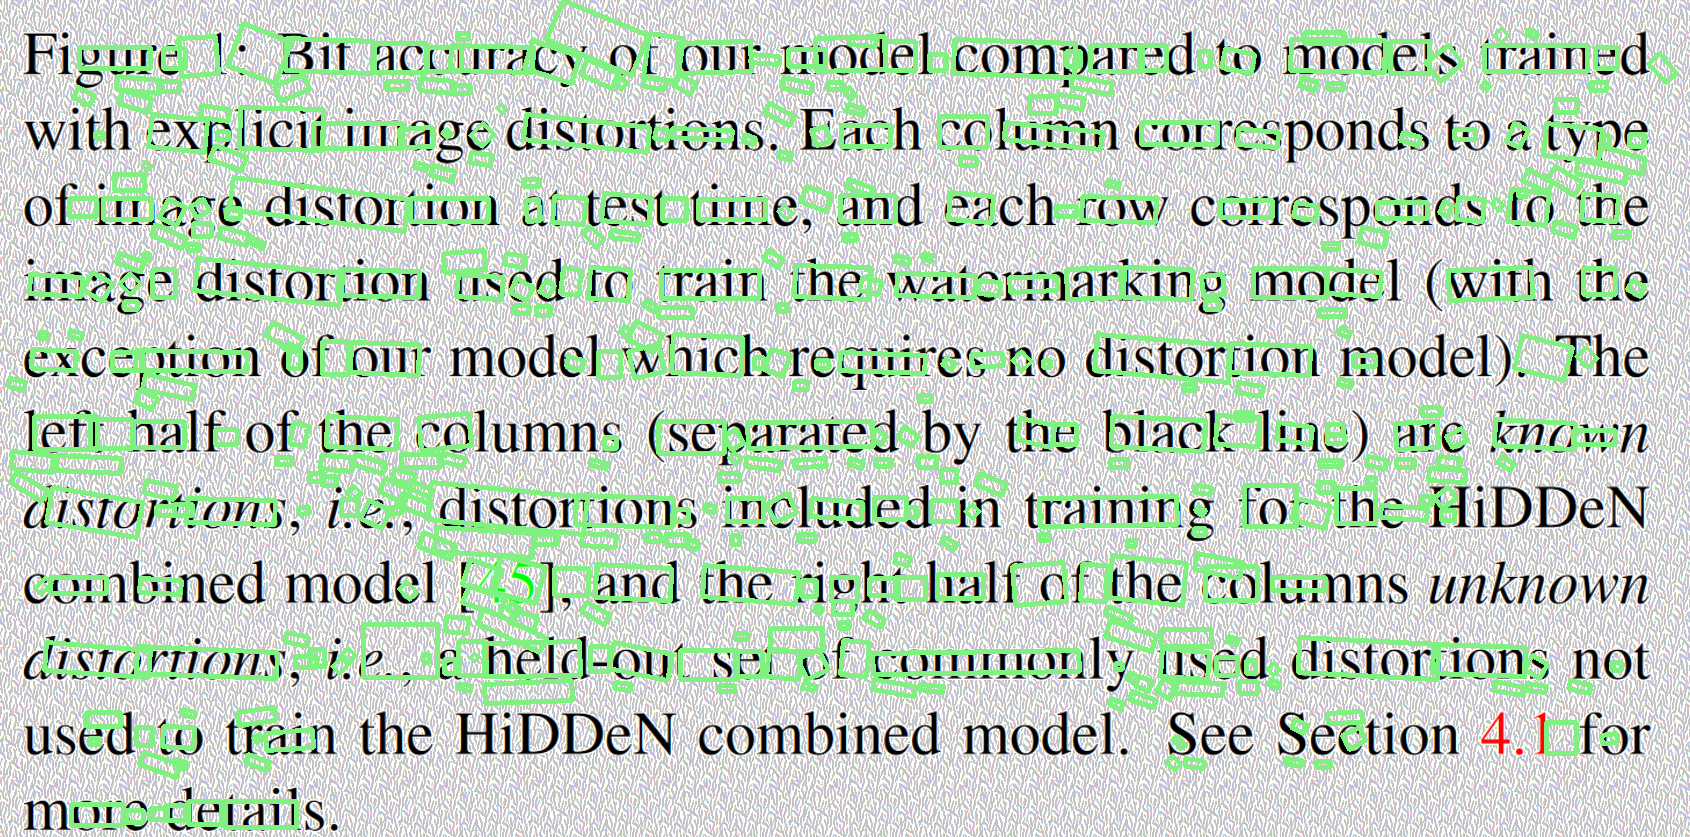 Figure 1: Bit accuracy of our model compared to models trained
with explicit image distortions. Each column corresponds to a type
of image distortion at test time, and each row corresponds to the
image distortion used to train the watermarking model (with the
exception of our model which requires no distortion model). The
left half of the columns (separated by the black line) are known
distortions, i.e., distortions included in training for the HiDDeN
combined model [45], and the right half of the columns unknown
distortions, i.e., a held-out set of commonly used distortions not
used to train the HiDDeN combined model. See Section 4.1 for
more details.